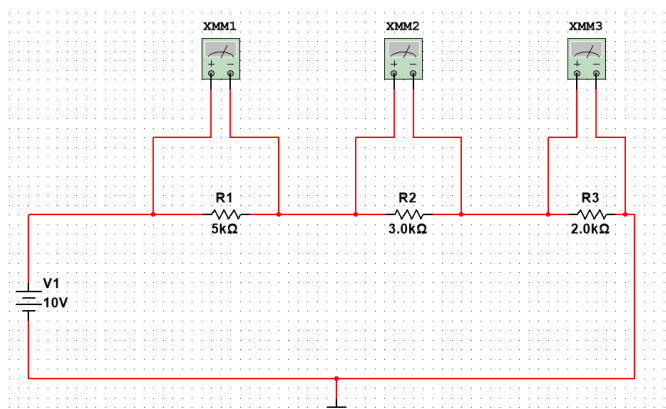 XMM1
XMM2
XMM3
R1
5kΩ
R2
3.0kΩ
R3
2.0kΩ
V1
10V